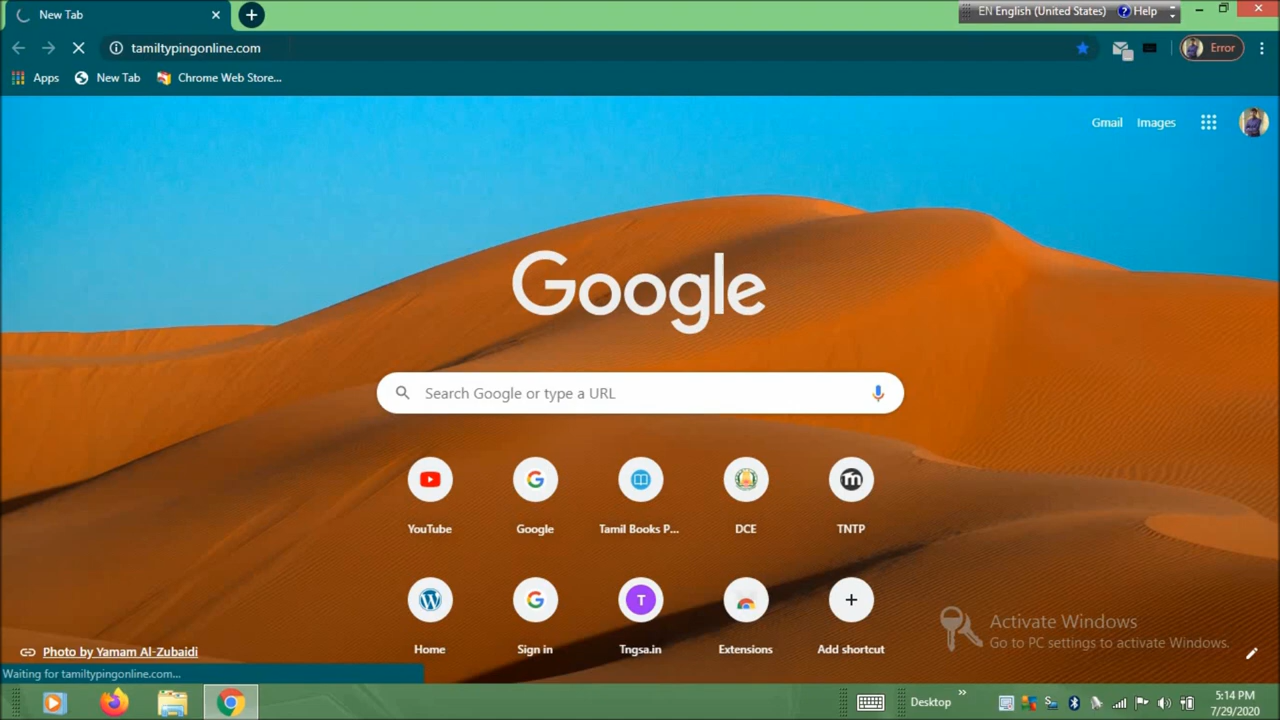 New Tab
EN English (United States) Help
tamiltypingonline.com
Error
Apps New Tab Chrome Web Store...
Gmail Images
Google
Search Google or type a URL
YouTube Google Tamil Books P... DCE TNTP
T
Home Sign in Tngsa.in Extensions Add shortcut
Activate Windows
Go to PC settings to activate Windows.
Photo by Yamam Al-Zubaidi
Waiting for tamiltypingonline.com...
Desktop
5:14 PM
7/29/2020